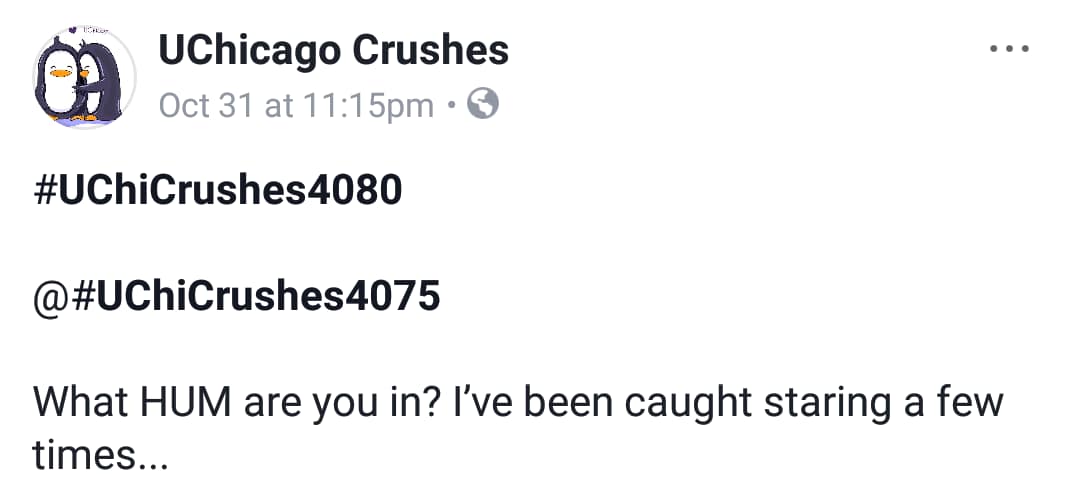 UChicago Crushes
Oct 31 at 11:15pm •
#UChiCrushes4080
@#UChiCrushes4075
What HUM are you in? I’ve been caught staring a few
times...